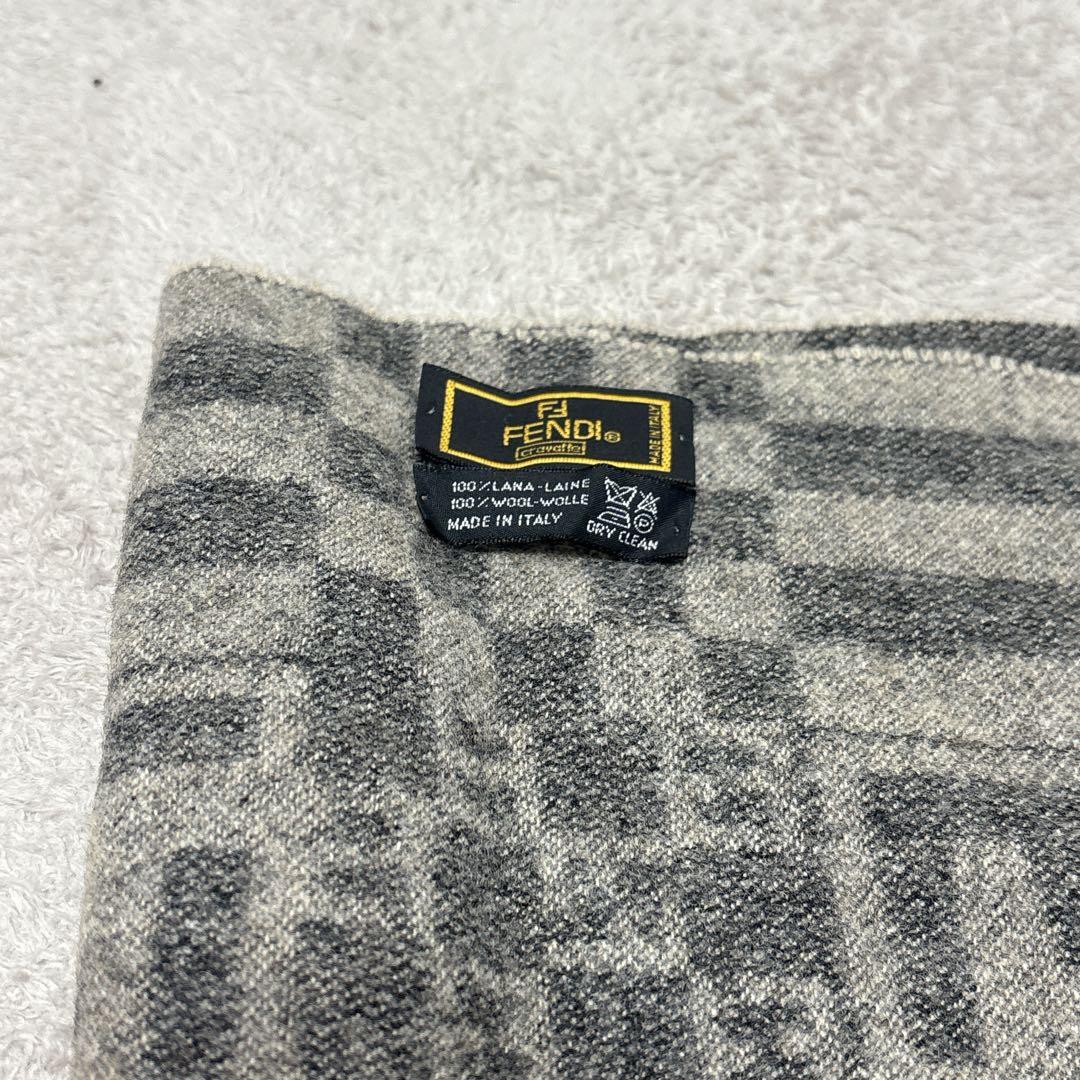 FF
FENDI®
cravatte
MADE IN ITALY
100% LANA-LAINE
100% WOOL-WOLLE
MADE IN ITALY
P
DRY CLEAN